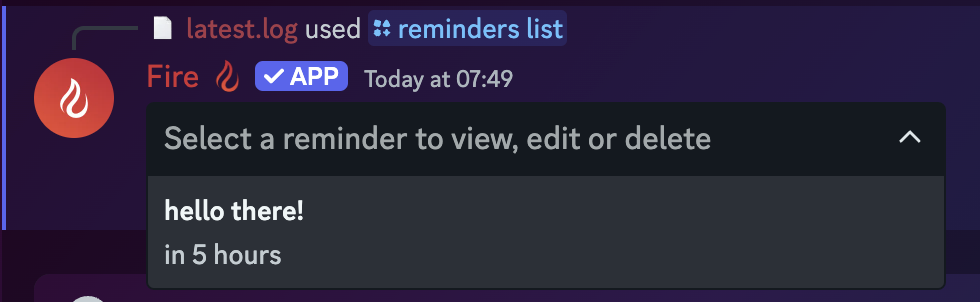 latest.log used reminders list
Fire APP Today at 07:49
Select a reminder to view, edit or delete
hello there!
in 5 hours